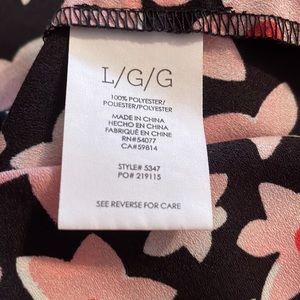 L/G/G
100% POLYESTER/
POLIESTER/POLYESTER
MADE IN CHINA
HECHO EN CHINA
FABRIQUÉ EN CHINE
RN#54077
CA#59814
STYLE# 5347
PO# 219115
SEE REVERSE FOR CARE